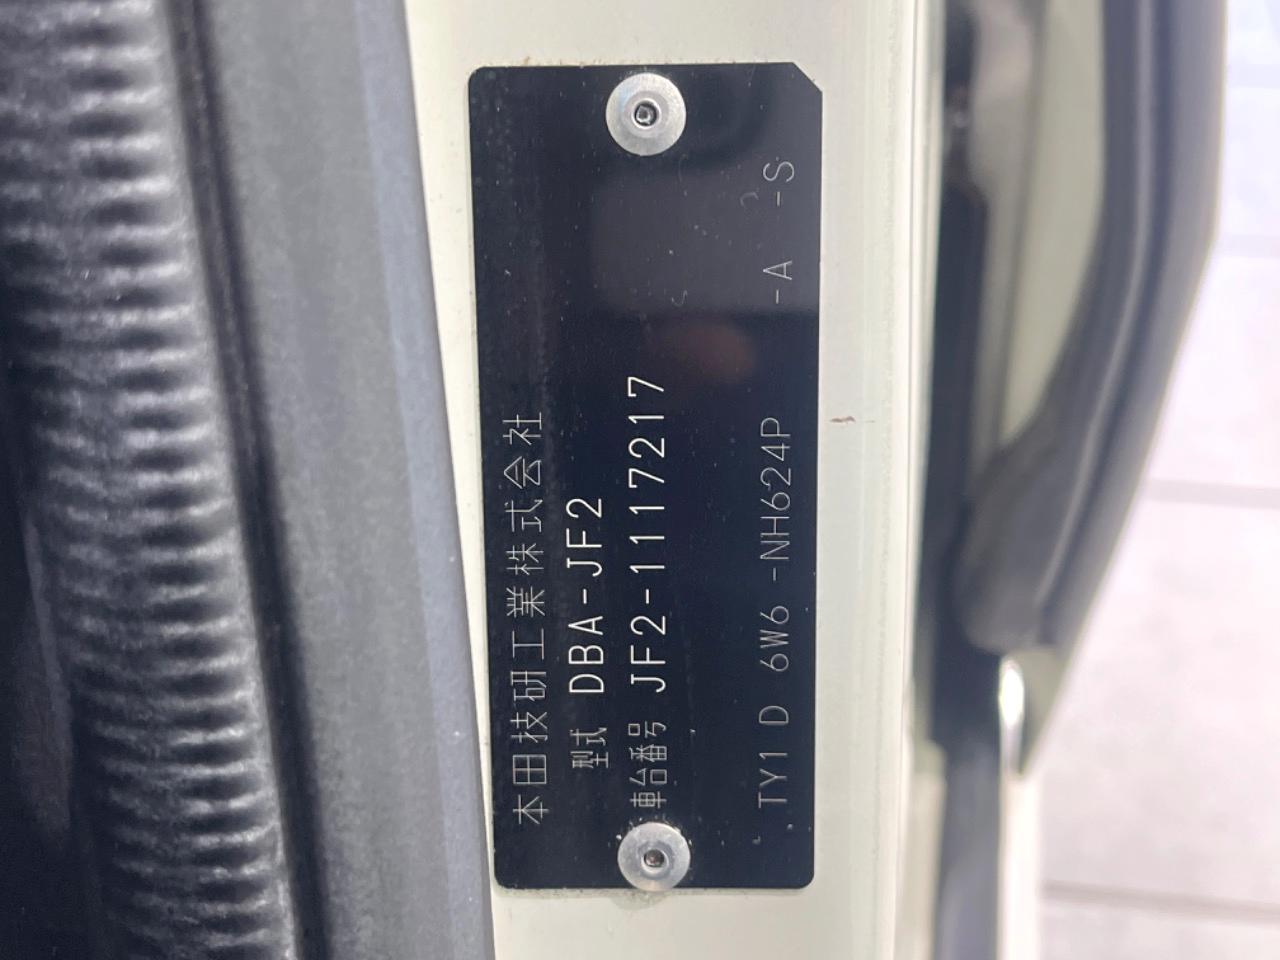 本田技研工業株式会社
型式 DBA-JF2
車台番号 JF2-1117217
TY1D 6W6 -NH624P -A -S